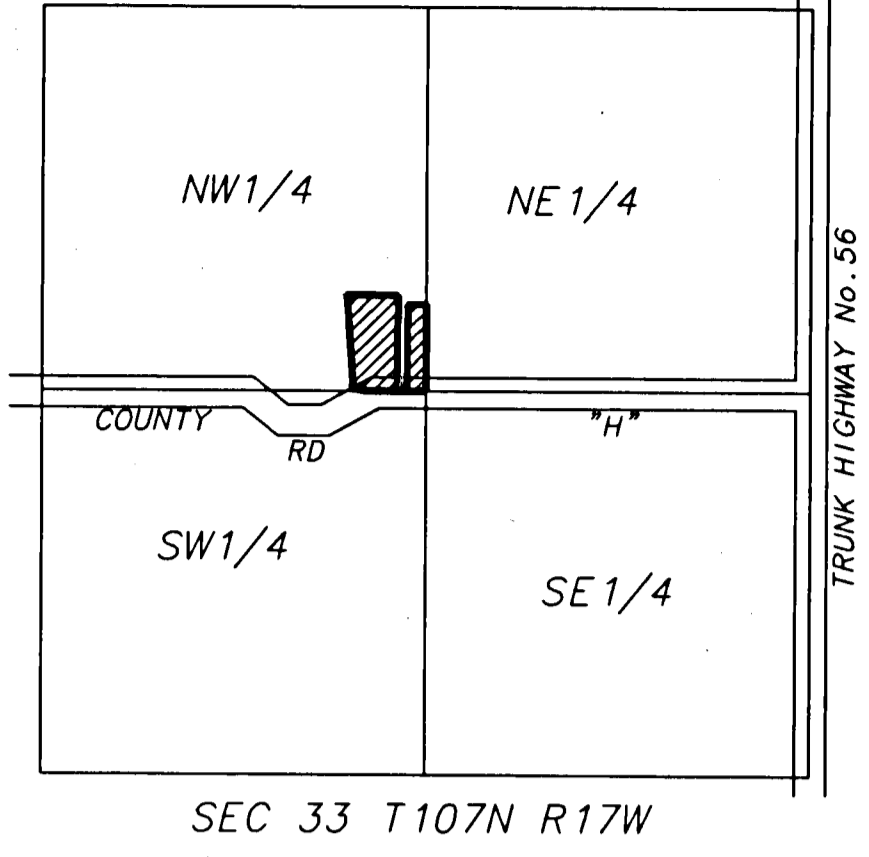 NW1/4
NE1/4
TRUNK HIGHWAY No.56
COUNTY
RD
"H"
SW1/4
SE1/4
SEC 33 T107N R17W